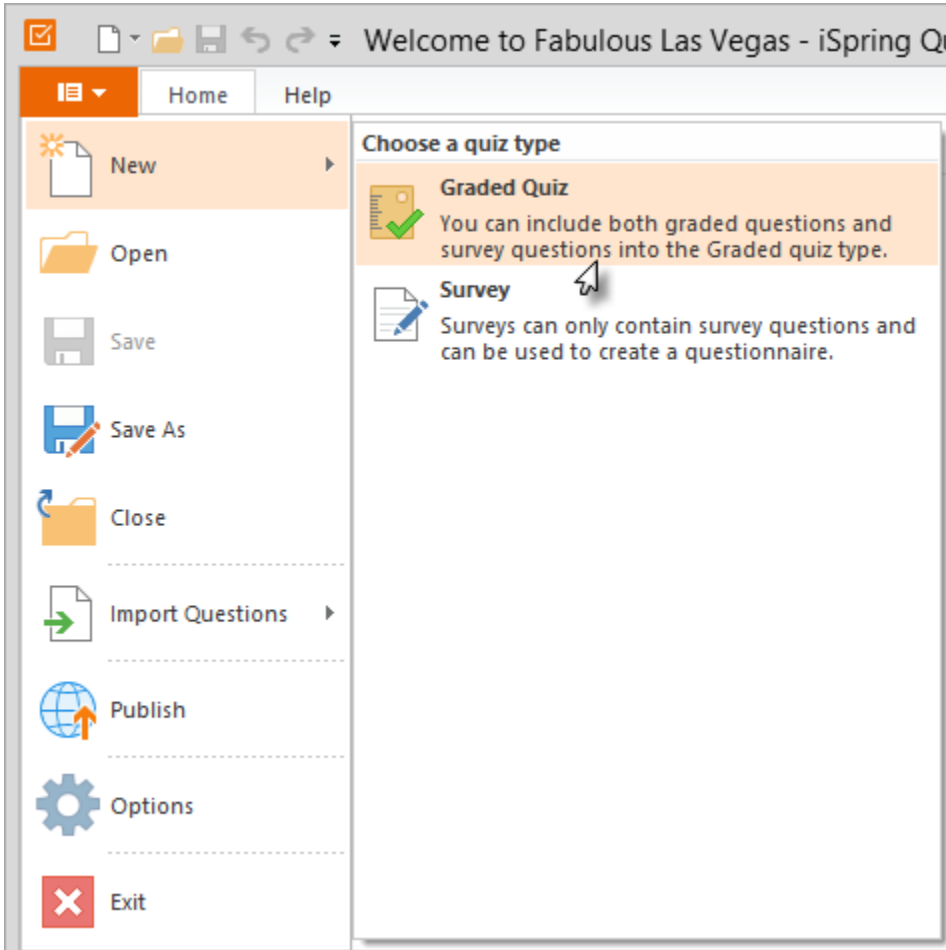 Welcome to Fabulous Las Vegas - iSpring Qu
Home Help
New
Open
Save
Save As
Close
Import Questions
Publish
Options
Exit
Choose a quiz type
Graded Quiz
You can include both graded questions and
survey questions into the Graded quiz type.
Survey
Surveys can only contain survey questions and
can be used to create a questionnaire.